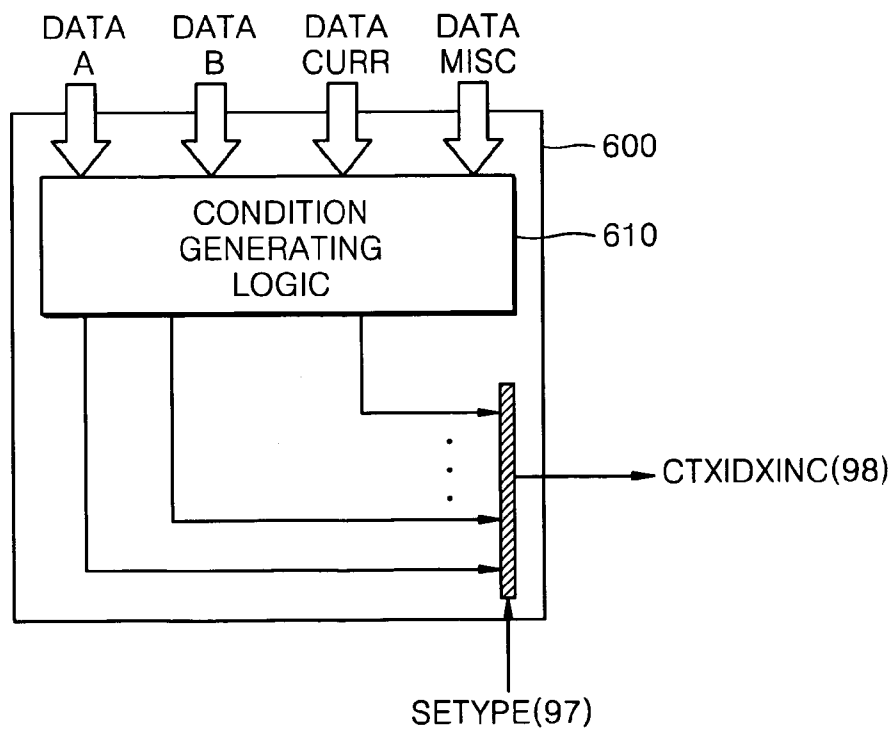 DATA A
DATA B
DATA CURR
DATA MISC
600
CONDITION
GENERATING
LOGIC
610
CTXIDXINC(98)
SETYPE(97)